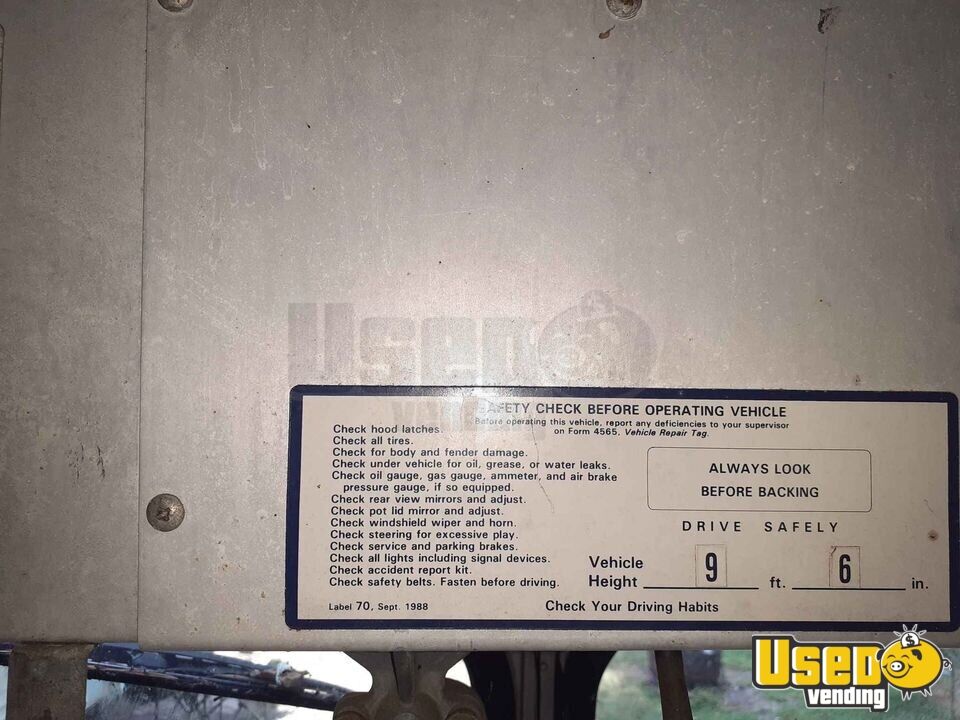 SAFETY CHECK BEFORE OPERATING VEHICLE
Before operating this vehicle, report any deficiencies to your supervisor
on Form 4565, Vehicle Repair Tag.
Check hood latches.
Check all tires.
Check for body and fender damage.
Check under vehicle for oil, grease, or water leaks.
Check oil gauge, gas gauge, ammeter, and air brake
pressure gauge, if so equipped.
Check rear view mirrors and adjust.
Check pot lid mirror and adjust.
Check windshield wiper and horn.
Check steering for excessive play.
Check service and parking brakes.
Check all lights including signal devices.
Check accident report kit.
Check safety belts. Fasten before driving.
Label 70, Sept. 1988
ALWAYS LOOK
BEFORE BACKING
DRIVE SAFELY
Vehicle
Height 9 ft. 6 in.
Check Your Driving Habits
USED
vending
USED